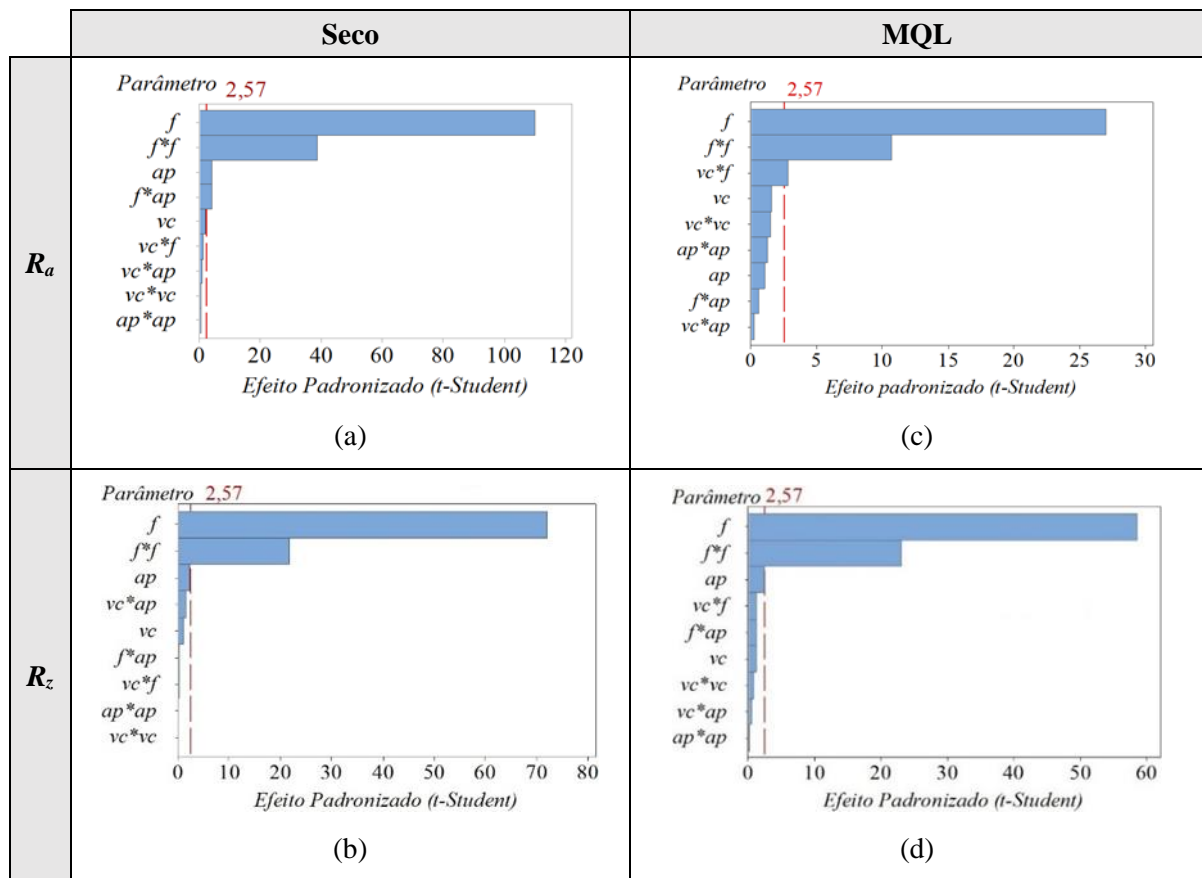 Seco
MQL
R_a
Parâmetro 2,57
f
f*f
ap
f*ap
vc
vc*f
vc*ap
vc*vc
ap*ap
0 20 40 60 80 100 120
Efeito Padronizado (t-Student)
(a)
Parâmetro 2,57
f
f*f
vc*f
vc
vc*vc
ap*ap
ap
f*ap
vc*ap
0 5 10 15 20 25 30
Efeito padronizado (t-Student)
(c)
R_z
Parâmetro 2,57
f
f*f
ap
vc*ap
vc
f*ap
vc*f
ap*ap
vc*vc
0 10 20 30 40 50 60 70 80
Efeito Padronizado (t-Student)
(b)
Parâmetro 2,57
f
f*f
ap
vc*f
f*ap
vc
vc*vc
vc*ap
ap*ap
0 10 20 30 40 50 60
Efeito Padronizado (t-Student)
(d)